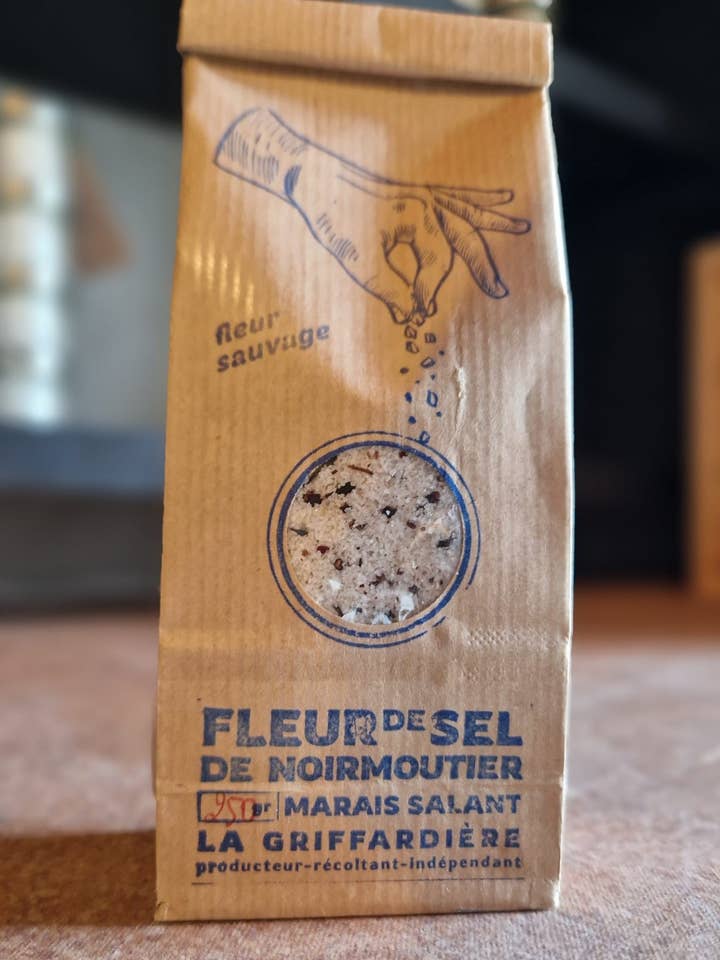 fleur
sauvage
FLEUR DE SEL
DE NOIRMOUTIER
250 gr MARAIS SALANT
LA GRIFFARDIÈRE
producteur-récoltant-indépendant